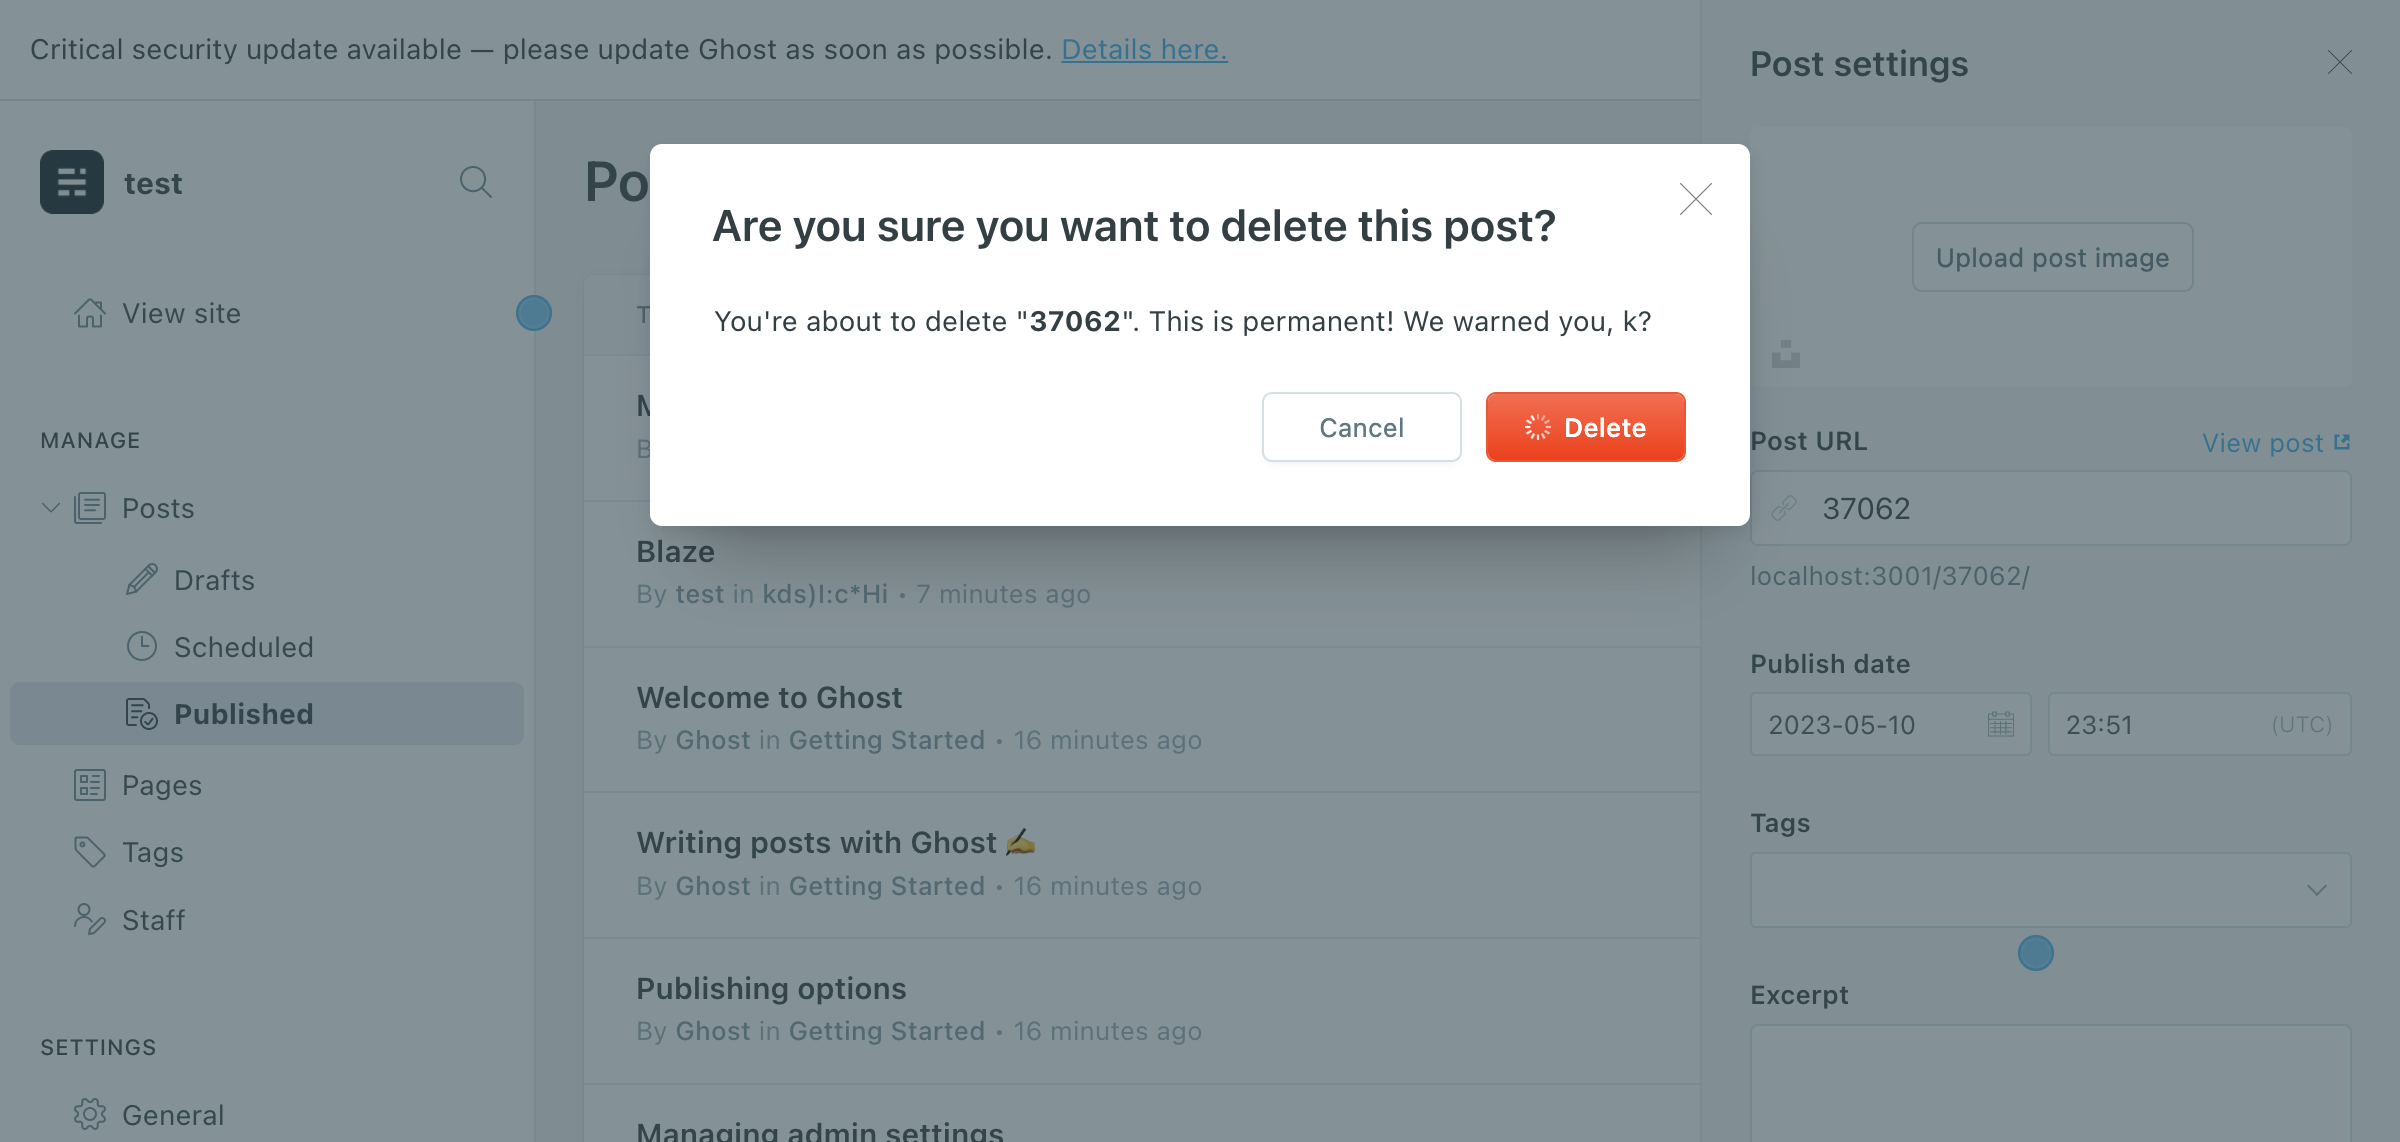 Critical security update available — please update Ghost as soon as possible. Details here.
test
View site
MANAGE
Posts
Drafts
Scheduled
Published
Pages
Tags
Staff
SETTINGS
General
Are you sure you want to delete this post?
You're about to delete "37062". This is permanent! We warned you, k?
Cancel
Delete
Blaze
By test in kds)I:c*Hi • 7 minutes ago
Welcome to Ghost
By Ghost in Getting Started • 16 minutes ago
Writing posts with Ghost ✍️
By Ghost in Getting Started • 16 minutes ago
Publishing options
By Ghost in Getting Started • 16 minutes ago
Managing admin settings
Post settings
Upload post image
Post URL
View post
37062
localhost:3001/37062/
Publish date
2023-05-10
23:51 (UTC)
Tags
Excerpt